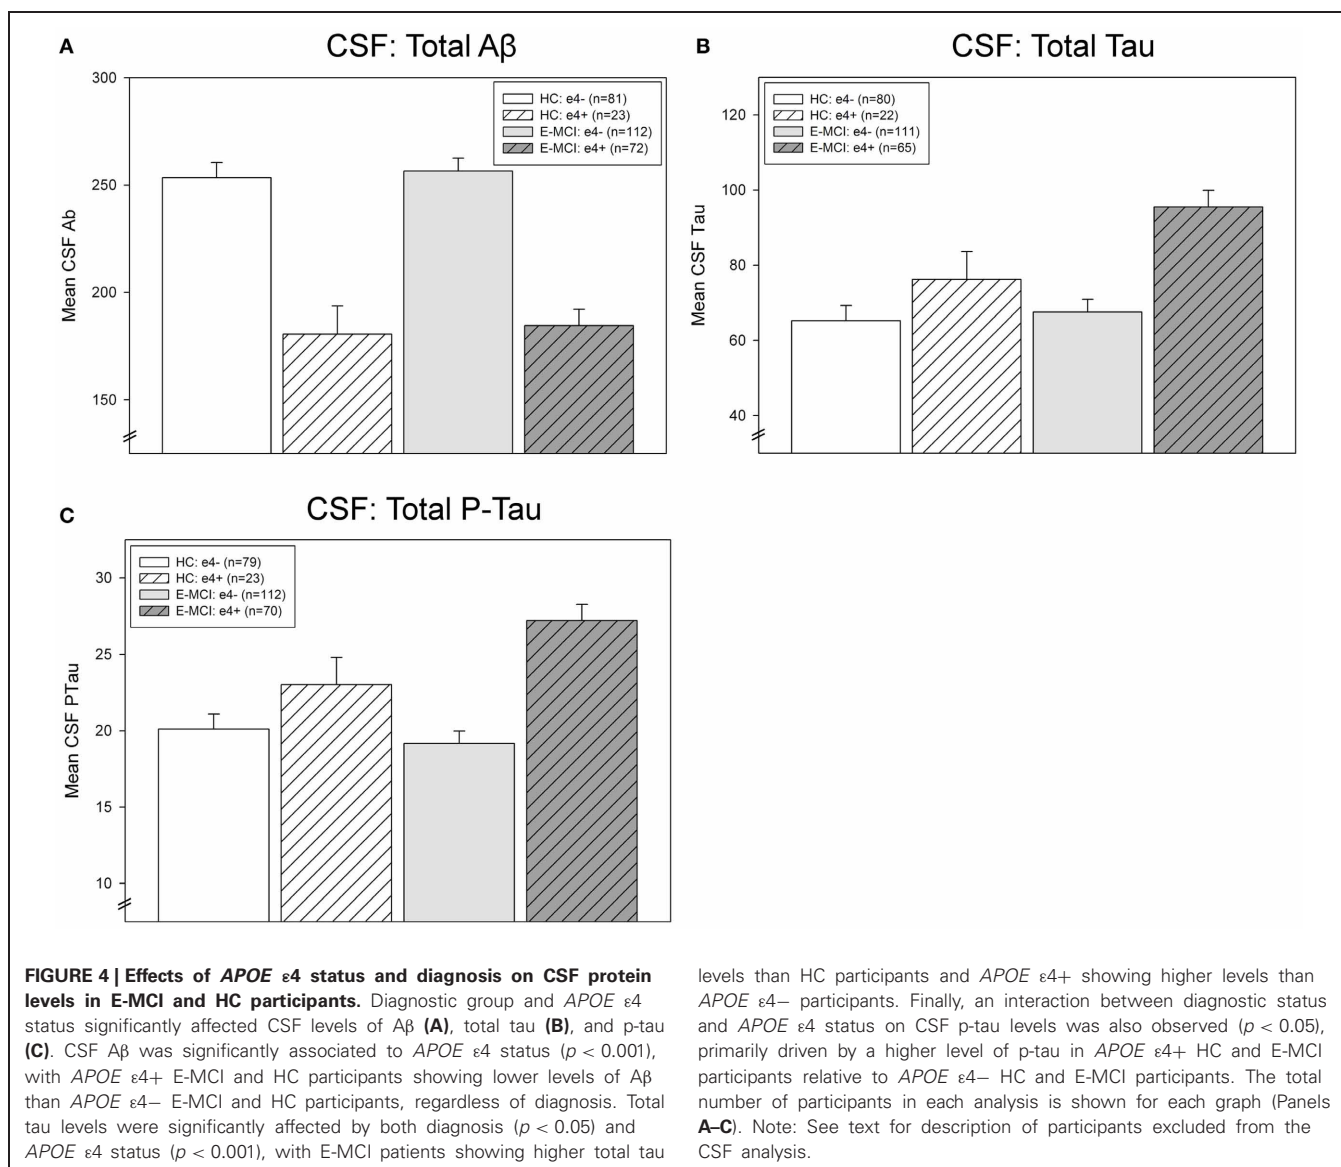 A
CSF: Total Aβ
300
250
200
150
Mean CSF Ab
HC: e4- (n=81)
HC: e4+ (n=23)
E-MCI: e4- (n=112)
E-MCI: e4+ (n=72)
B
CSF: Total Tau
120
100
80
60
40
Mean CSF Tau
HC: e4- (n=80)
HC: e4+ (n=22)
E-MCI: e4- (n=111)
E-MCI: e4+ (n=65)
C
CSF: Total P-Tau
30
25
20
15
10
Mean CSF PTau
HC: e4- (n=79)
HC: e4+ (n=23)
E-MCI: e4- (n=112)
E-MCI: e4+ (n=70)
FIGURE 4 | Effects of APOE ε4 status and diagnosis on CSF protein
levels in E-MCI and HC participants. Diagnostic group and APOE ε4
status significantly affected CSF levels of Aβ (A), total tau (B), and p-tau
(C). CSF Aβ was significantly associated to APOE ε4 status (p < 0.001),
with APOE ε4+ E-MCI and HC participants showing lower levels of Aβ
than APOE ε4− E-MCI and HC participants, regardless of diagnosis. Total
tau levels were significantly affected by both diagnosis (p < 0.05) and
APOE ε4 status (p < 0.001), with E-MCI patients showing higher total tau
levels than HC participants and APOE ε4+ showing higher levels than
APOE ε4− participants. Finally, an interaction between diagnostic status
and APOE ε4 status on CSF p-tau levels was also observed (p < 0.05),
primarily driven by a higher level of p-tau in APOE ε4+ HC and E-MCI
participants relative to APOE ε4− HC and E-MCI participants. The total
number of participants in each analysis is shown for each graph (Panels
A–C). Note: See text for description of participants excluded from the
CSF analysis.